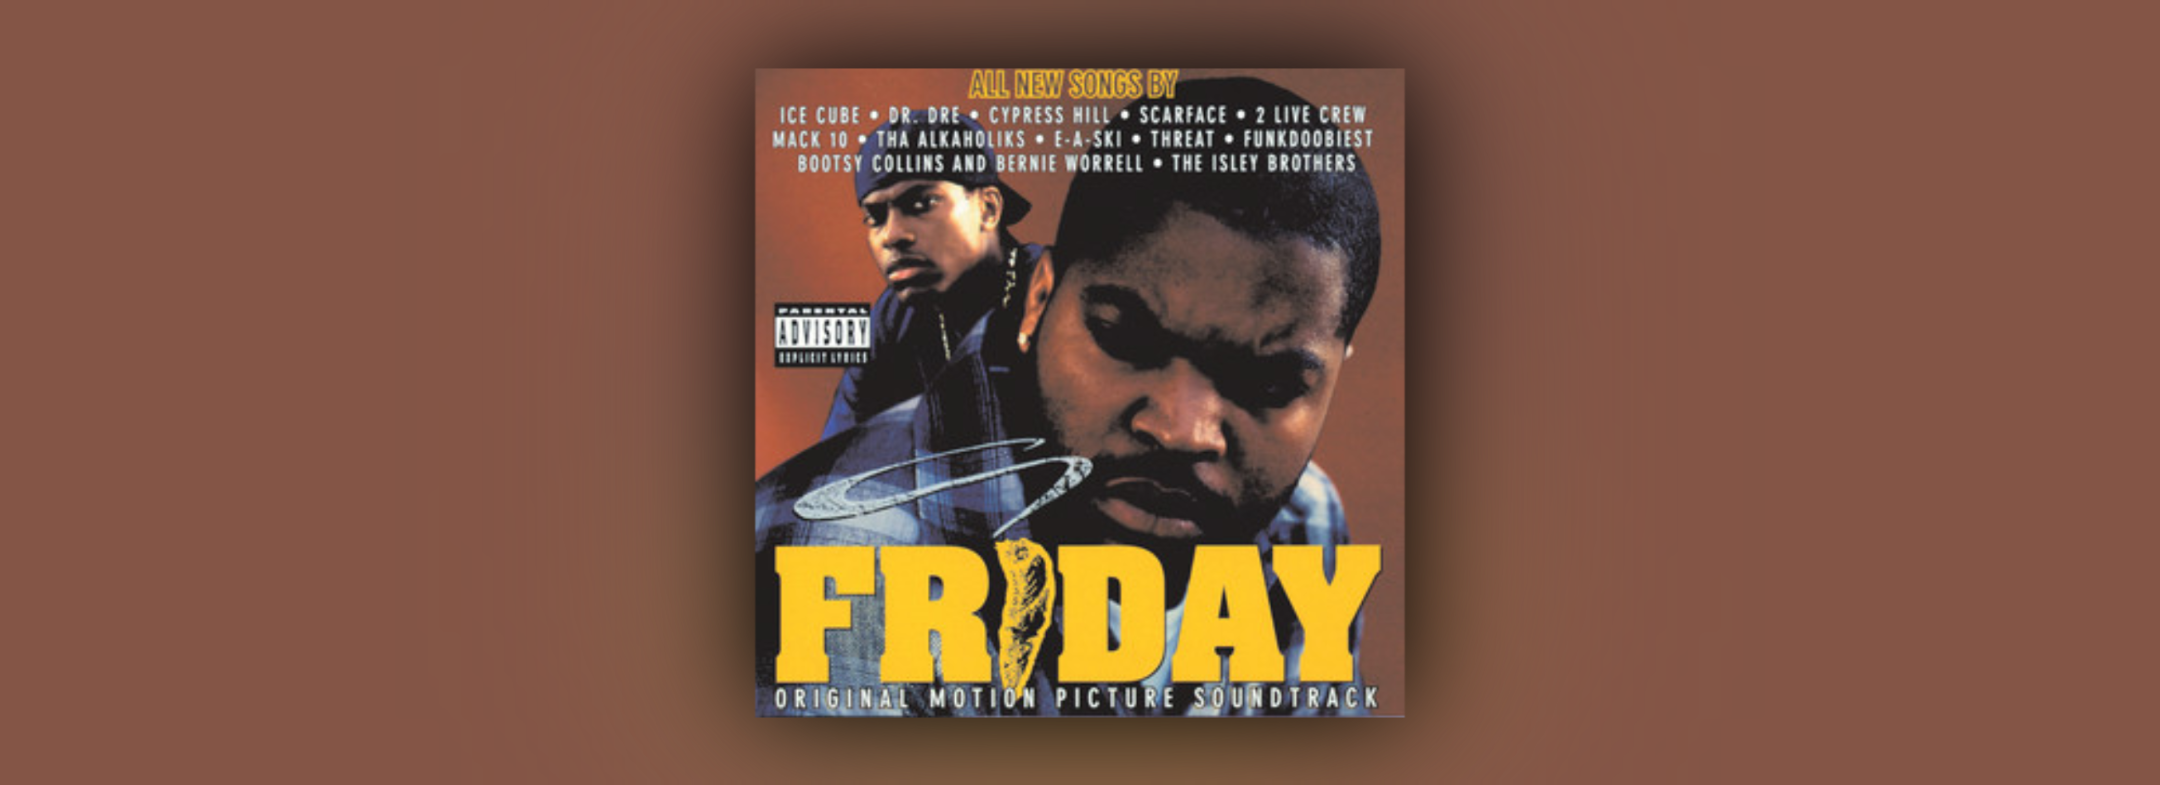 ALL NEW SONGS BY
ICE CUBE • DR. DRE • CYPRESS HILL • SCARFACE • 2 LIVE CREW
MACK 10 • THA ALKAHOLIKS • E-A-SKI • THREAT • FUNKDOOBIEST
BOOTSY COLLINS AND BERNIE WORRELL • THE ISLEY BROTHERS
PARENTAL
ADVISORY
EXPLICIT LYRICS
FRIDAY
ORIGINAL MOTION PICTURE SOUNDTRACK